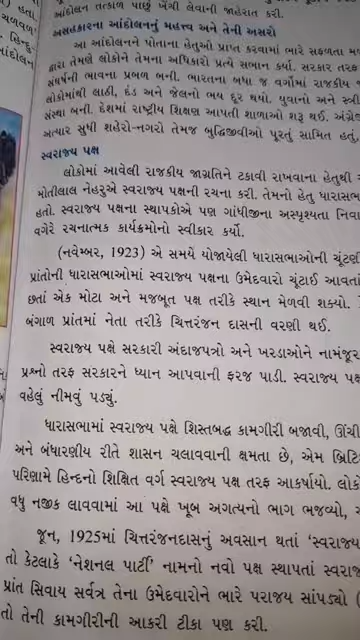 આંદોલન તત્કાળ પાછું ખેંચી લેવાની જાહેરાત કરી.
અસહકારના આંદોલનનું મહત્ત્વ અને તેની અસરો
આ આંદોલનને પોતાના હેતુઓ પ્રાપ્ત કરવામાં ભારે સફળતા
દ્વારા તેમણે લોકોને તેમના અધિકારો પ્રત્યે સભાન કર્યા. સરકાર તરફ
સંઘર્ષની ભાવના પ્રબળ બની. ભારતના બધા જ વર્ગોમાં રાજકીય
લોકોમાંથી લાઠી, દંડ અને જેલનો ભય દૂર થયો. યુવાનો અને
સંસ્થા બની. દેશમાં રાષ્ટ્રીય શિક્ષણ આપતી શાળાઓ શરૂ થઈ.
અત્યાર સુધી શહેરો-નગરો તેમજ બુદ્ધિજીવીઓ પૂરતું સામિત હતું,
સ્વરાજ્ય પક્ષ
લોકોમાં આવેલી રાજકીય જાગ્રતિને ટકાવી રાખવાના હેતુથી
મોતીલાલ નેહરુએ સ્વરાજ્ય પક્ષની રચના કરી. તેમનો હેતુ
હતો. સ્વરાજ્ય પક્ષના સ્થાપકોએ પણ ગાંધીજીના અસ્પૃશ્યતા
વગેરે રચનાત્મક કાર્યક્રમોનો સ્વીકાર કર્યો.
(નવેમ્બર, 1923) એ સમયે યોજાયેલી ધારાસભાઓની
પ્રાંતોની ધારાસભાઓમાં સ્વરાજ્ય પક્ષના ઉમેદવારો ચૂંટાઈ
છતાં એક મોટા અને મજબૂત પક્ષ તરીકે સ્થાન મેળવી શક્યો.
બંગાળ પ્રાંતમાં નેતા તરીકે ચિત્તરંજન દાસની વરણી થઈ.
સ્વરાજ્ય પક્ષે સરકારી અંદાજપત્રો અને ખરડાઓને
પ્રશ્નો તરફ સરકારને ધ્યાન આપવાની ફરજ પાડી. સ્વરાજ્ય
વહેલું નીમવું પડ્યું.
ધારાસભામાં સ્વરાજ્ય પક્ષે શિસ્તબદ્ધ કામગીરી બજાવી,
અને બંધારણીય રીતે શાસન ચલાવવાની ક્ષમતા છે, એમ
પરિણામે હિન્દનો શિક્ષિત વર્ગ સ્વરાજ્ય પક્ષ તરફ આકર્ષાયો.
વધુ નજીક લાવવામાં આ પક્ષે ખૂબ અગત્યનો ભાગ ભજવ્યો,
જૂન, 1925માં ચિત્તરંજનદાસનું અવસાન થતાં 'સ્વરાજ્ય
તો કેટલાકે 'નેશનલ પાર્ટી' નામનો નવો પક્ષ સ્થાપતાં
પ્રાંત સિવાય સર્વત્ર તેના ઉમેદવારોને ભારે પરાજય સાંપડ્યો
તો તેની કામગીરીની આકરી ટીકા પણ કરી.